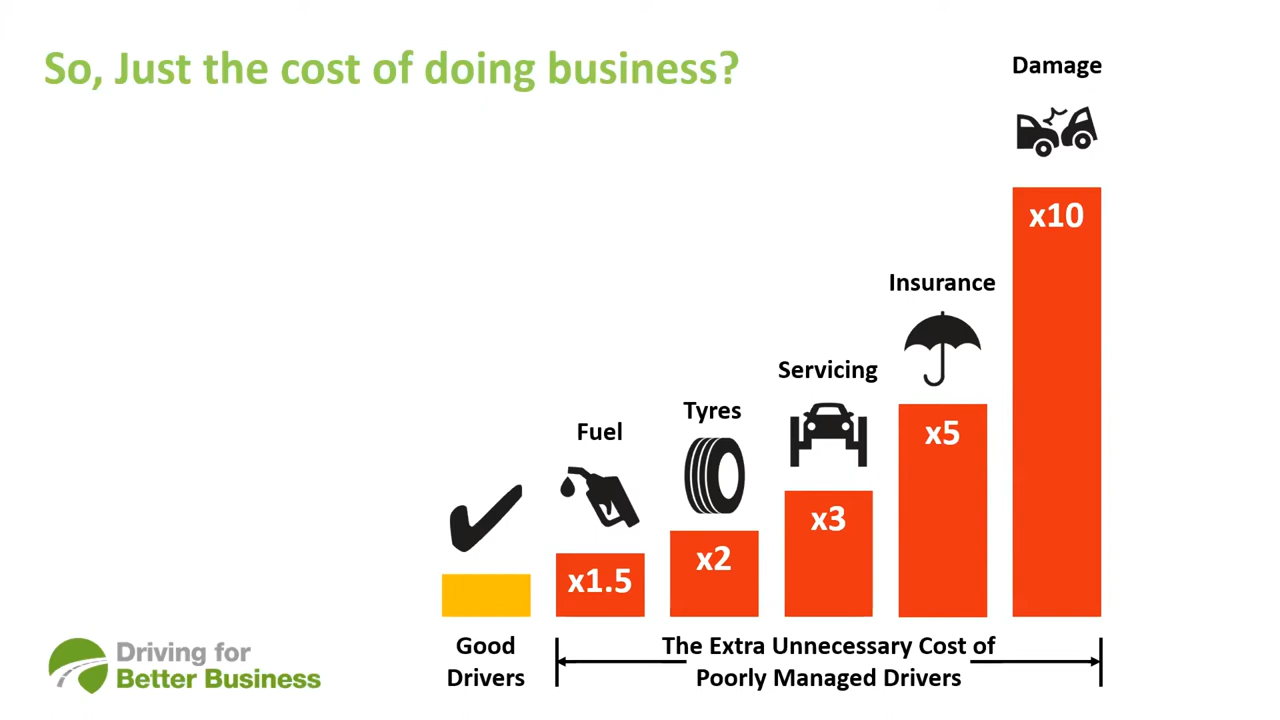 So, Just the cost of doing business?
Damage
x10
Insurance
x5
Servicing
x3
Tyres
x2
Fuel
x1.5
Good
Drivers
The Extra Unnecessary Cost of
Poorly Managed Drivers
Driving for
Better Business